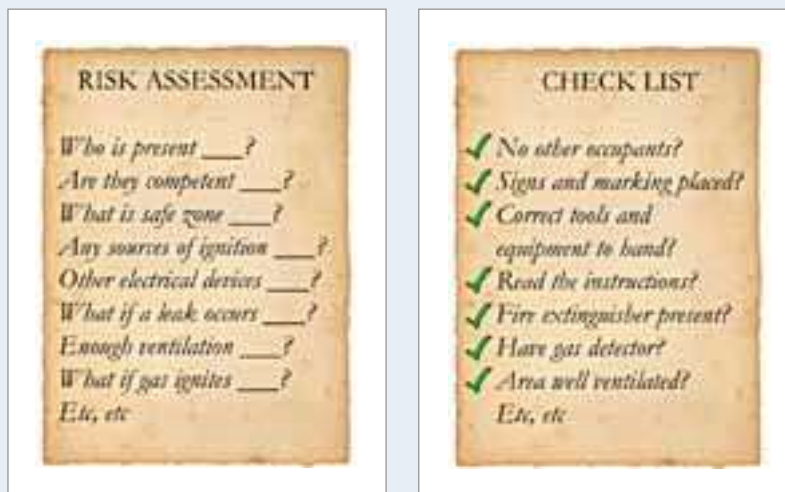 RISK ASSESSMENT
Who is present ___?
Are they competent ___?
What is safe zone ___?
Any sources of ignition ___?
Other electrical devices ___?
What if a leak occurs ___?
Enough ventilation ___?
What if gas ignites ___?
Etc, etc
CHECK LIST
✓ No other occupants?
✓ Signs and marking placed?
✓ Correct tools and
equipment to hand?
✓ Read the instructions?
✓ Fire extinguisher present?
✓ Have gas detector?
✓ Area well ventilated?
Etc, etc